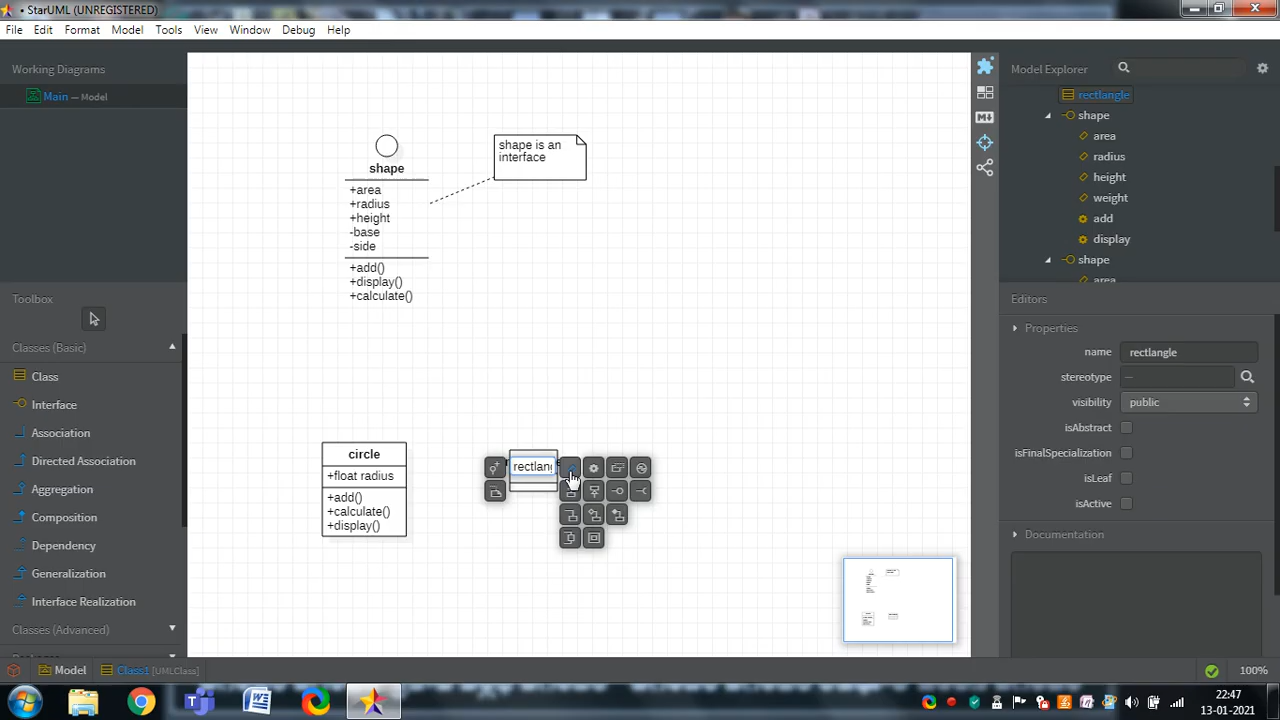 • StarUML (UNREGISTERED)
File Edit Format Model Tools View Window Debug Help
Working Diagrams
Main — Model
Toolbox
Classes (Basic)
Class
Interface
Association
Directed Association
Aggregation
Composition
Dependency
Generalization
Interface Realization
Classes (Advanced)
shape
+area
+radius
+height
-base
-side
+add()
+display()
+calculate()
shape is an
interface
circle
+float radius
+add()
+calculate()
+display()
rectlang
M
Model Explorer
rectlangle
shape
area
radius
height
weight
add
display
shape
area
Editors
Properties
name rectlangle
stereotype —
visibility public
isAbstract
isFinalSpecialization
isLeaf
isActive
Documentation
Model Class1 [UMLClass]
100%
22:47
13-01-2021